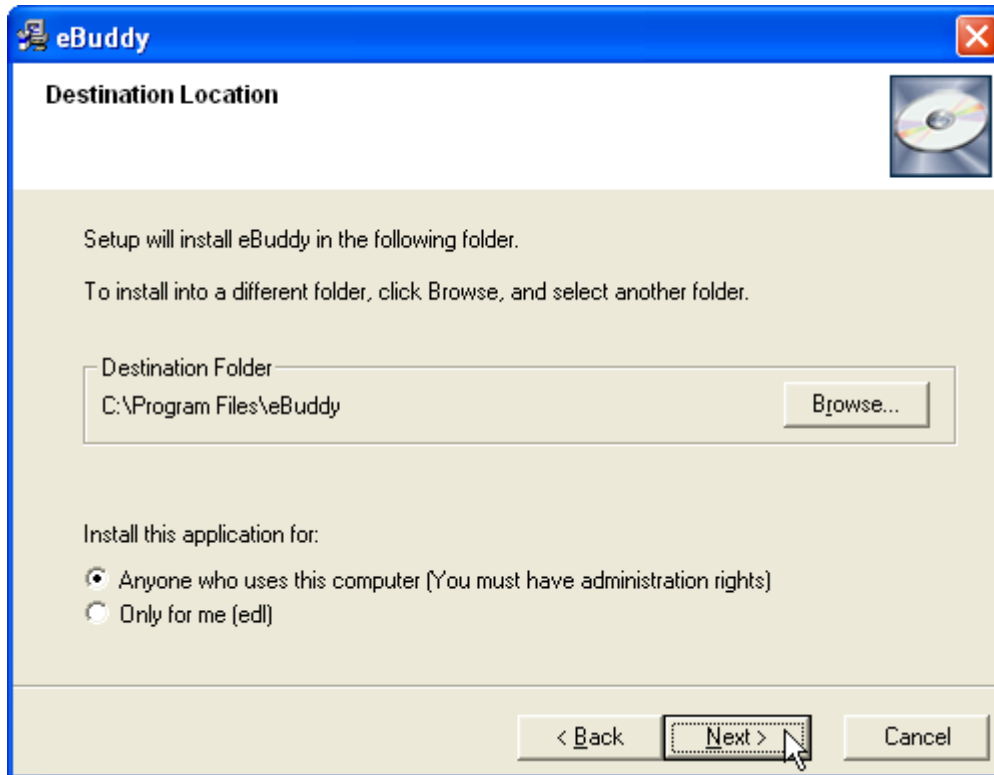 eBuddy
Destination Location
Setup will install eBuddy in the following folder.
To install into a different folder, click Browse, and select another folder.
Destination Folder
C:\Program Files\eBuddy
Browse...
Install this application for:
Anyone who uses this computer (You must have administration rights)
Only for me (edl)
< Back Next > Cancel